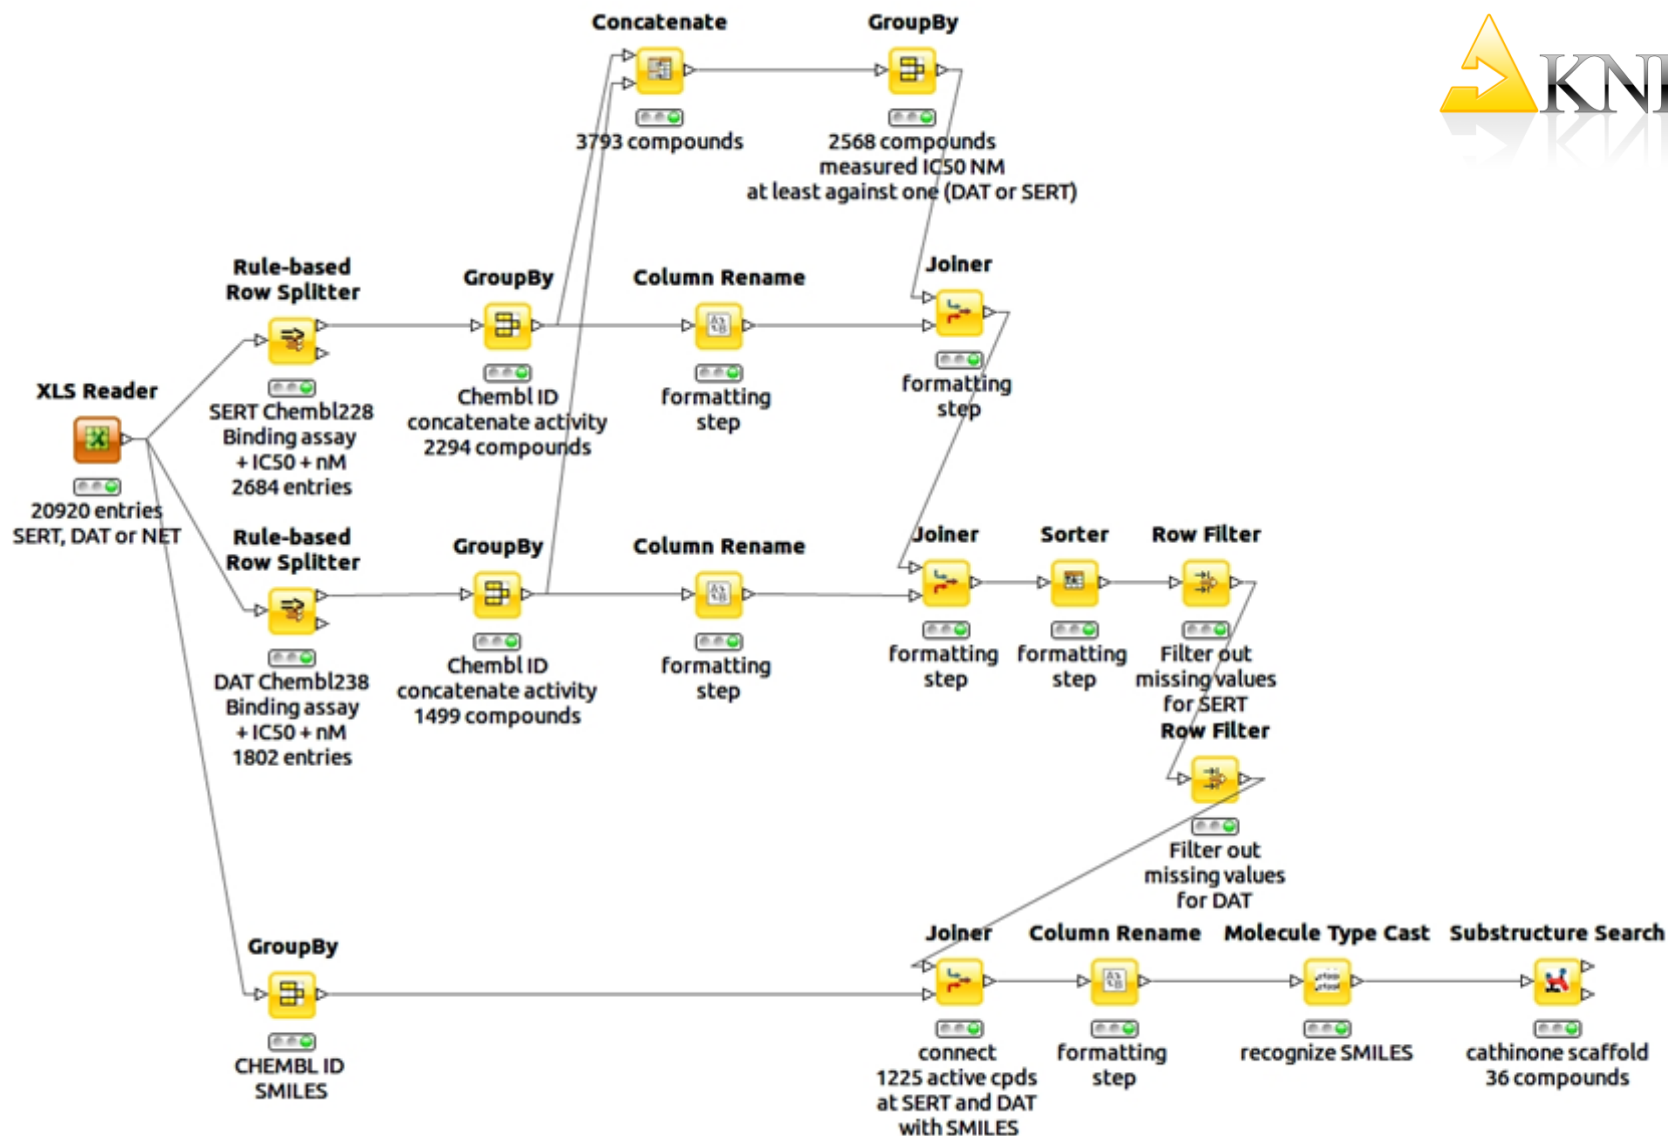 Concatenate
3793 compounds
GroupBy
2568 compounds
measured IC50 NM
at least against one (DAT or SERT)
Rule-based
Row Splitter
SERT Chembl228
Binding assay
+ IC50 + nM
2684 entries
GroupBy
Chembl ID
concatenate activity
2294 compounds
Column Rename
formatting
step
Joiner
formatting
step
XLS Reader
20920 entries
SERT, DAT or NET
Rule-based
Row Splitter
DAT Chembl238
Binding assay
+ IC50 + nM
1802 entries
GroupBy
Chembl ID
concatenate activity
1499 compounds
Column Rename
formatting
step
Joiner
formatting
step
Sorter
formatting
step
Row Filter
Filter out
missing values
for SERT
Row Filter
Filter out
missing values
for DAT
GroupBy
CHEMBL ID
SMILES
Joiner
connect
1225 active cpds
at SERT and DAT
with SMILES
Column Rename
formatting
step
Molecule Type Cast
recognize SMILES
Substructure Search
cathinone scaffold
36 compounds